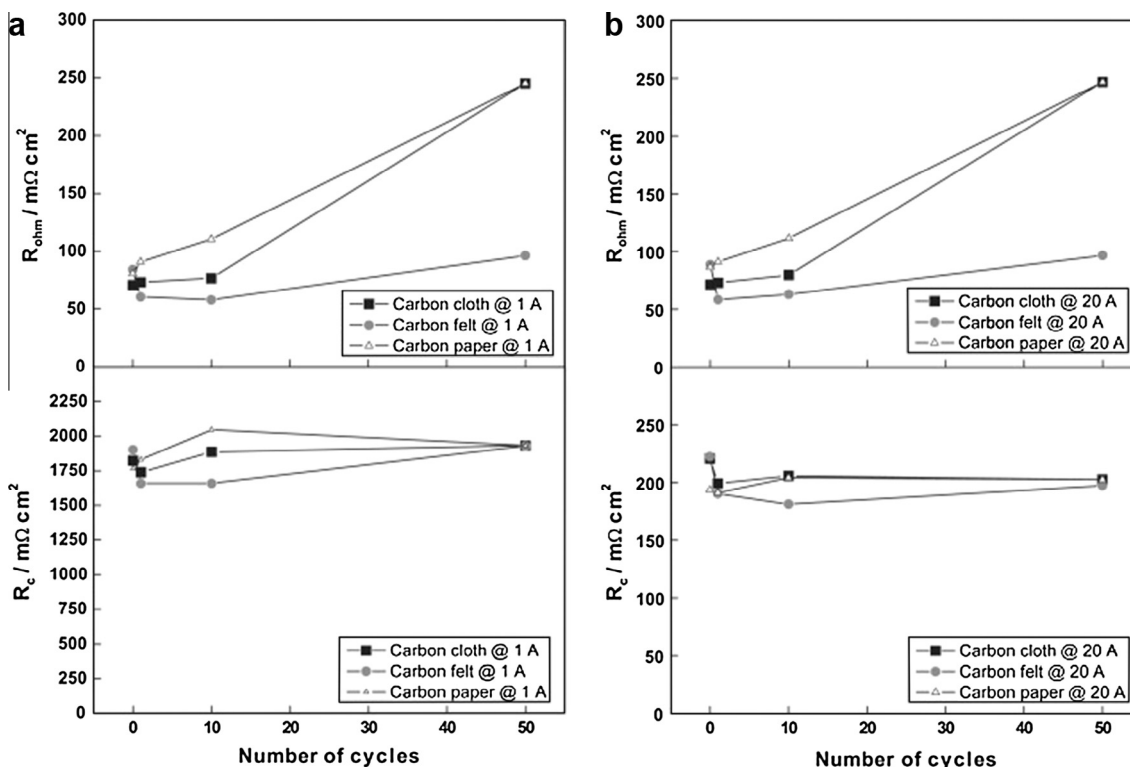 a
300
250
200
150
100
50
0
R_ohm / mΩ cm²
Carbon cloth @ 1 A
Carbon felt @ 1 A
Carbon paper @ 1 A
2250
2000
1750
1500
1250
1000
750
500
250
0
R_c / mΩ cm²
Carbon cloth @ 1 A
Carbon felt @ 1 A
Carbon paper @ 1 A
0 10 20 30 40 50
Number of cycles
b
300
250
200
150
100
50
0
R_ohm / mΩ cm²
Carbon cloth @ 20 A
Carbon felt @ 20 A
Carbon paper @ 20 A
250
200
150
100
50
0
R_c / mΩ cm²
Carbon cloth @ 20 A
Carbon felt @ 20 A
Carbon paper @ 20 A
0 10 20 30 40 50
Number of cycles